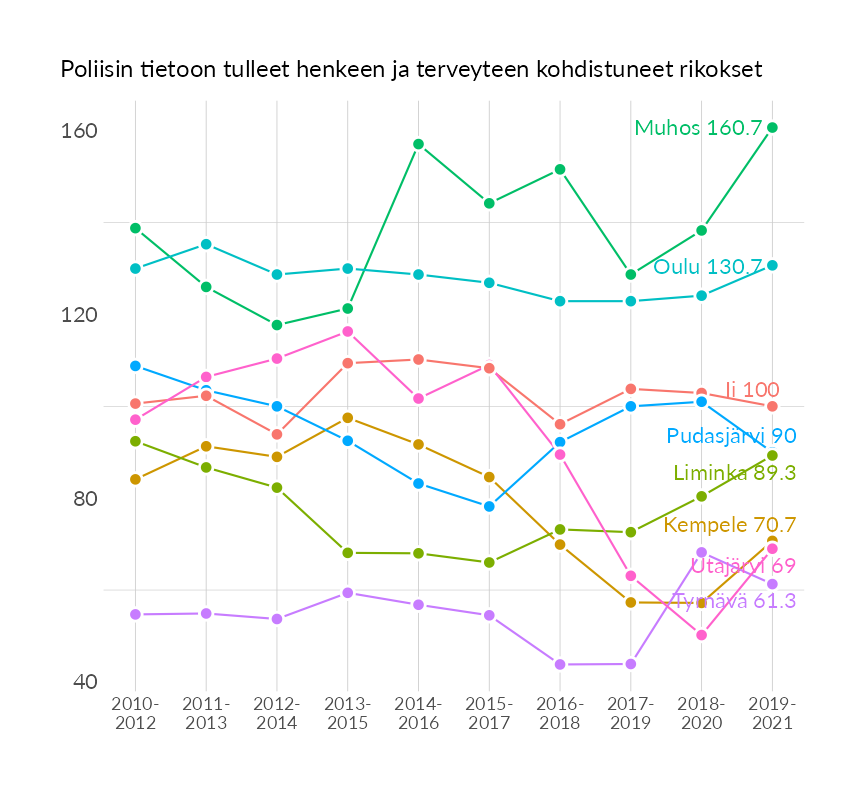 Poliisin tietoon tulleet henkeen ja terveyteen kohdistuneet rikokset
160
120
80
40
Muhos 160.7
Oulu 130.7
Ii 100
Pudasjärvi 90
Liminka 89.3
Kempele 70.7
Utajärvi 69
Tyrnävä 61.3
2010- 2011- 2012- 2013- 2014- 2015- 2016- 2017- 2018- 2019-
2012 2013 2014 2015 2016 2017 2018 2019 2020 2021